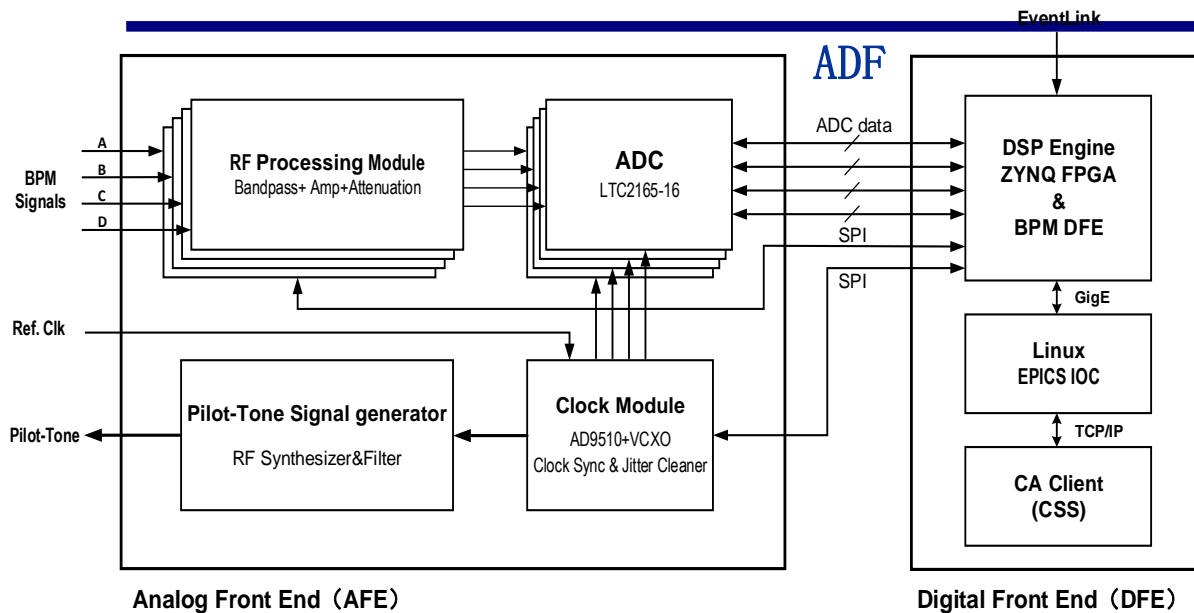 EventLink
ADF
A
B
C
D
BPM
Signals
RF Processing Module
Bandpass+ Amp+Attenuation
ADC
LTC2165-16
ADC data
SPI
SPI
DSP Engine
ZYNQ FPGA
&
BPM DFE
GigE
Ref. Clk
Linux
EPICS IOC
Pilot-Tone
Pilot-Tone Signal generator
RF Synthesizer&Filter
Clock Module
AD9510+VCXO
Clock Sync & Jitter Cleaner
TCP/IP
CA Client
(CSS)
Analog Front End（AFE）
Digital Front End（DFE）